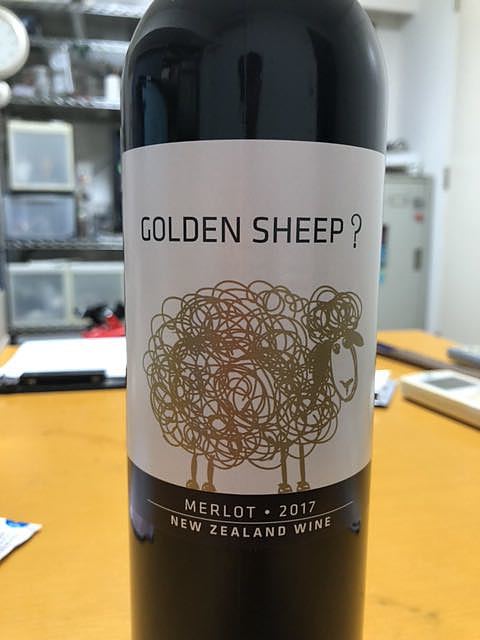 GOLDEN SHEEP?
MERLOT • 2017
NEW ZEALAND WINE